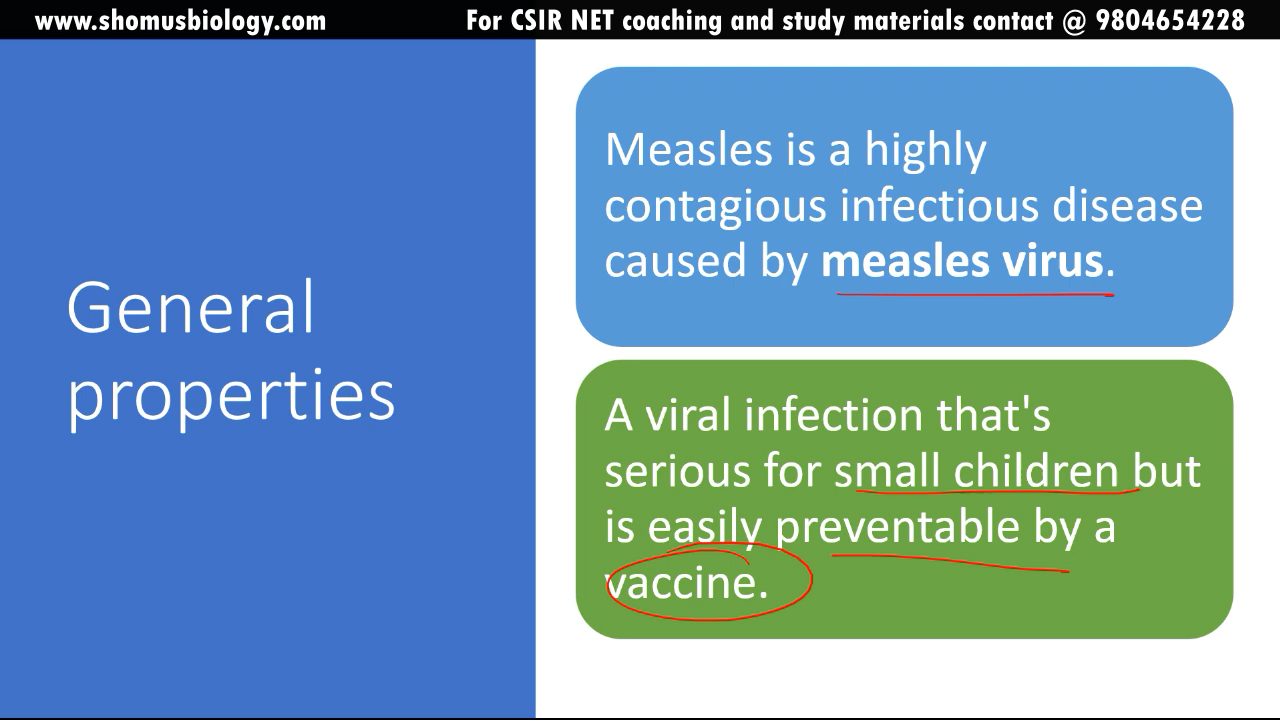 www.shomusbiology.com For CSIR NET coaching and study materials contact @ 9804654228
General
properties
Measles is a highly
contagious infectious disease
caused by measles virus.
A viral infection that's
serious for small children but
is easily preventable by a
vaccine.